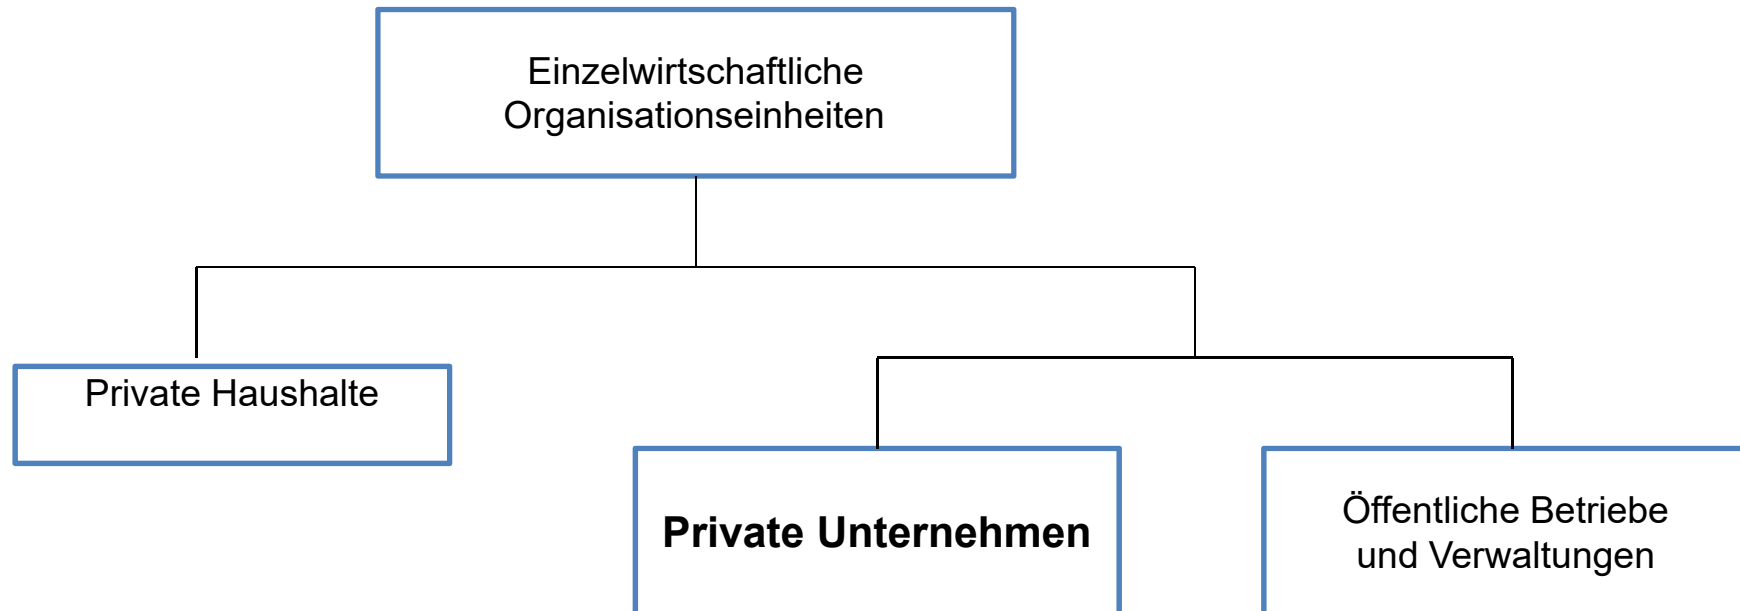 Einzelwirtschaftliche
Organisationseinheiten
Private Haushalte
Private Unternehmen
Öffentliche Betriebe
und Verwaltungen